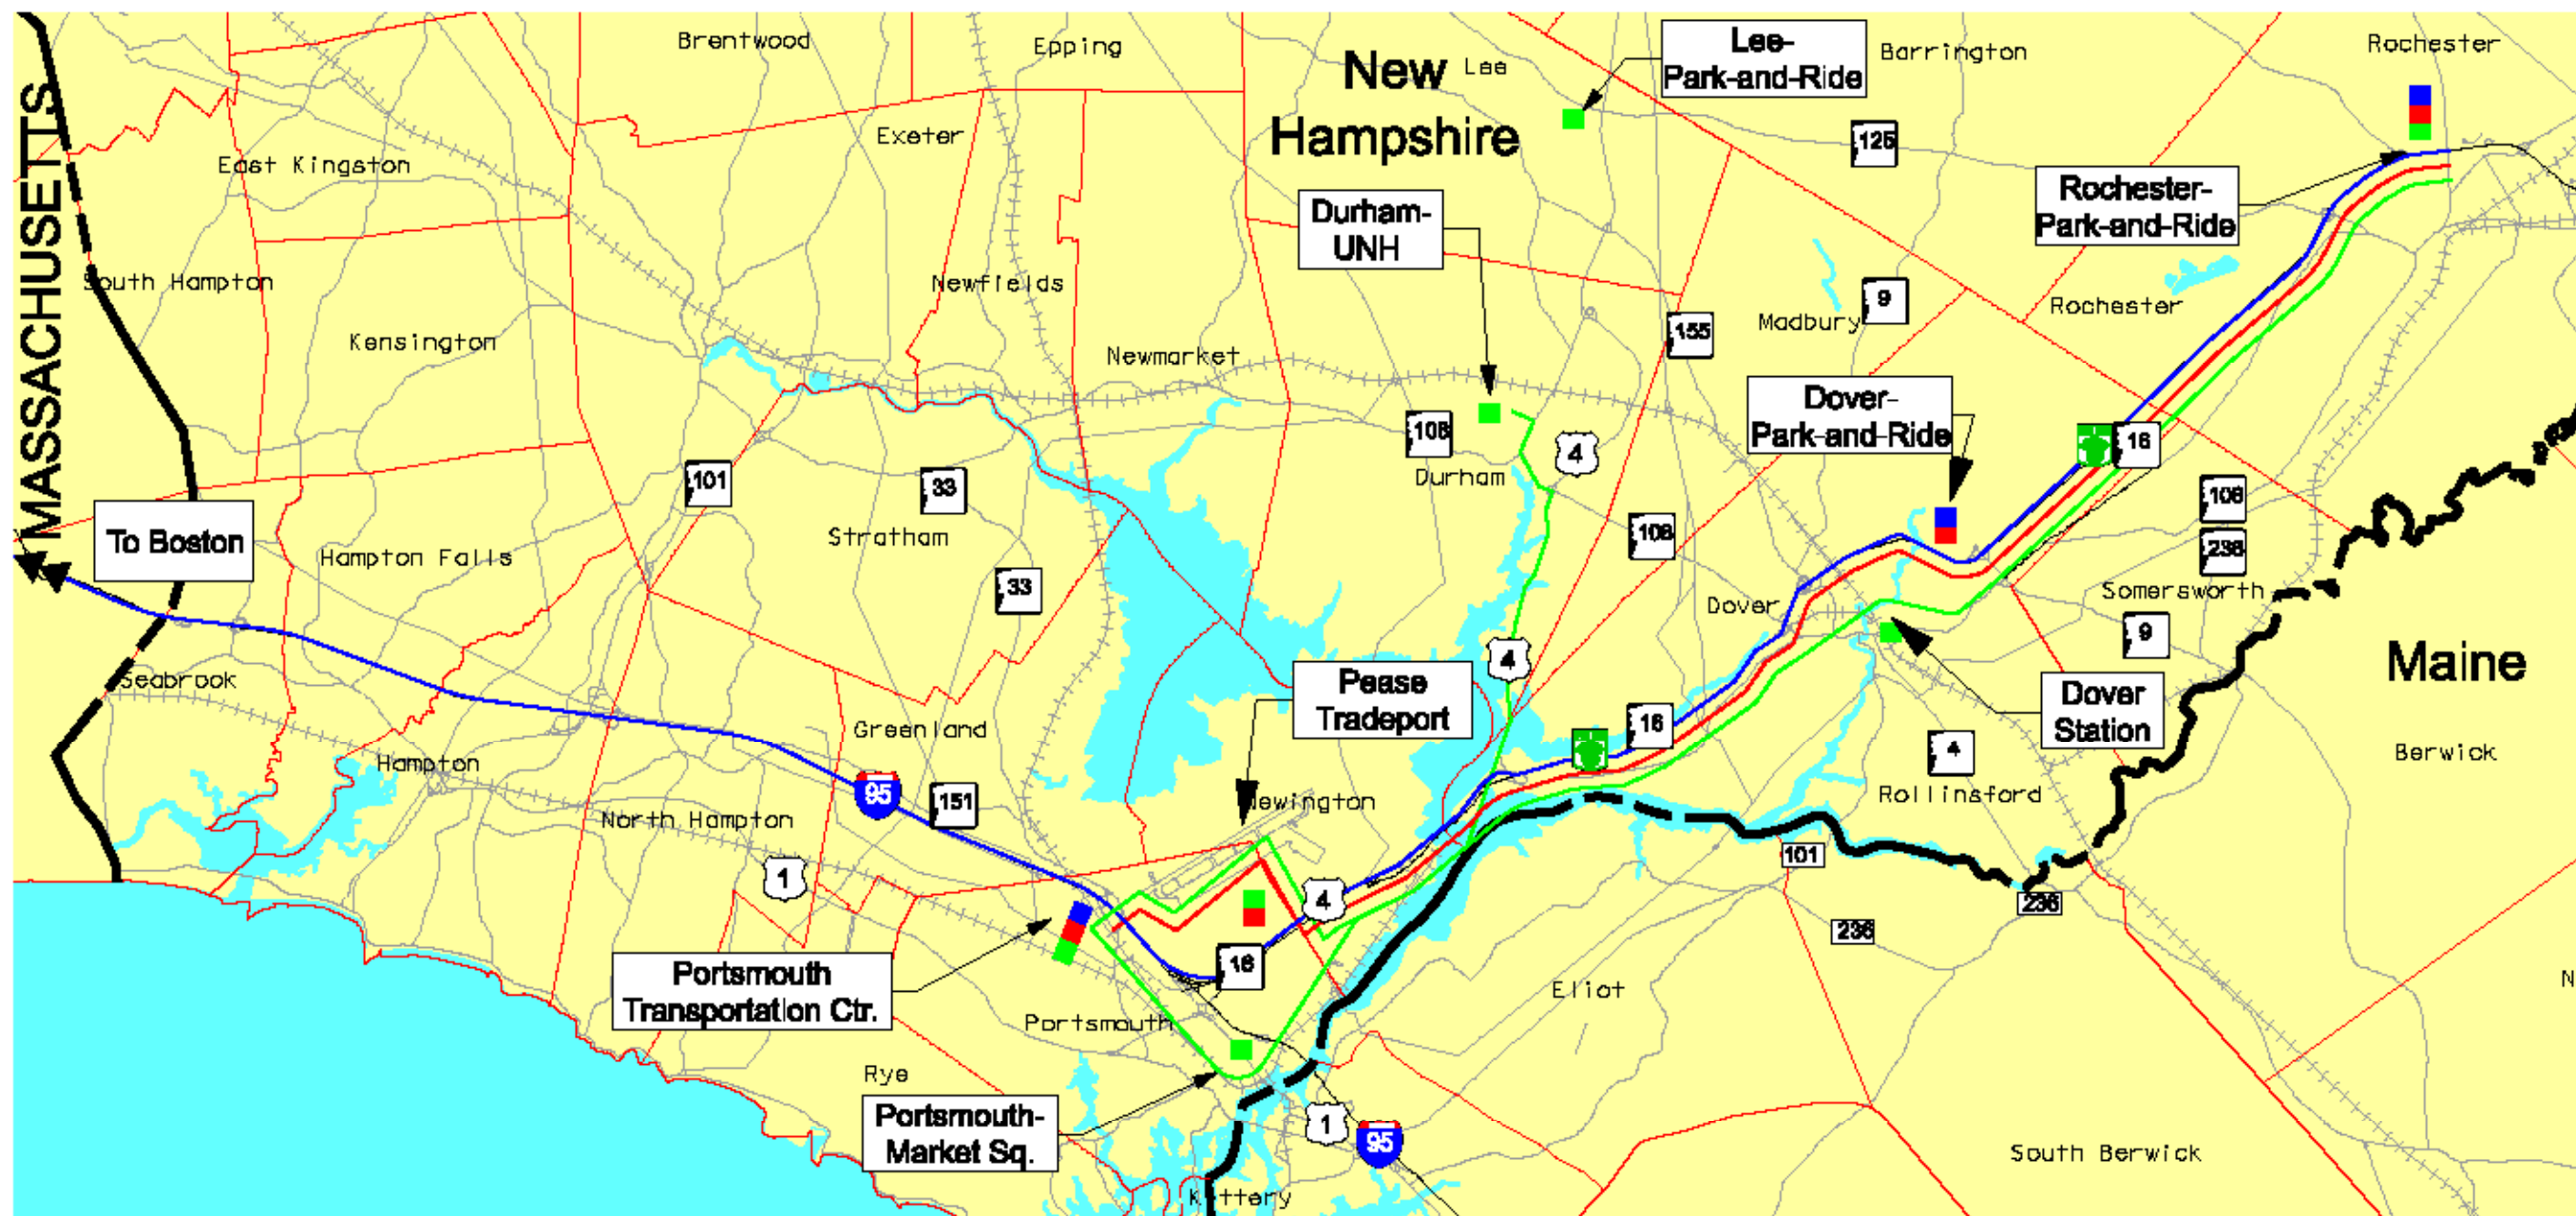 Brentwood
Epping
New
Hampshire
Lee
Lee-
Park-and-Ride
Barrington
Rochester
MASSACHUSETTS
East Kingston
Exeter
125
Durham-
UNH
Rochester-
Park-and-Ride
South Hampton
Newfields
9
Rochester
Kensington
Newmarket
155
Madbury
Dover-
Park-and-Ride
108
4
16
Durham
101
33
108
To Boston
Hampton Falls
Stratham
108
236
33
Dover
Somersworth
9
Maine
4
Seabrook
Pease
Tradeport
Dover
Station
16
Greenland
4
Berwick
Hampton
95
151
Newington
Rollinsford
North Hampton
101
1
4
236
236
Portsmouth
Transportation Ctr.
16
Eliot
N
Portsmouth
Rye
Portsmouth-
Market Sq.
1
95
South Berwick
Kittery